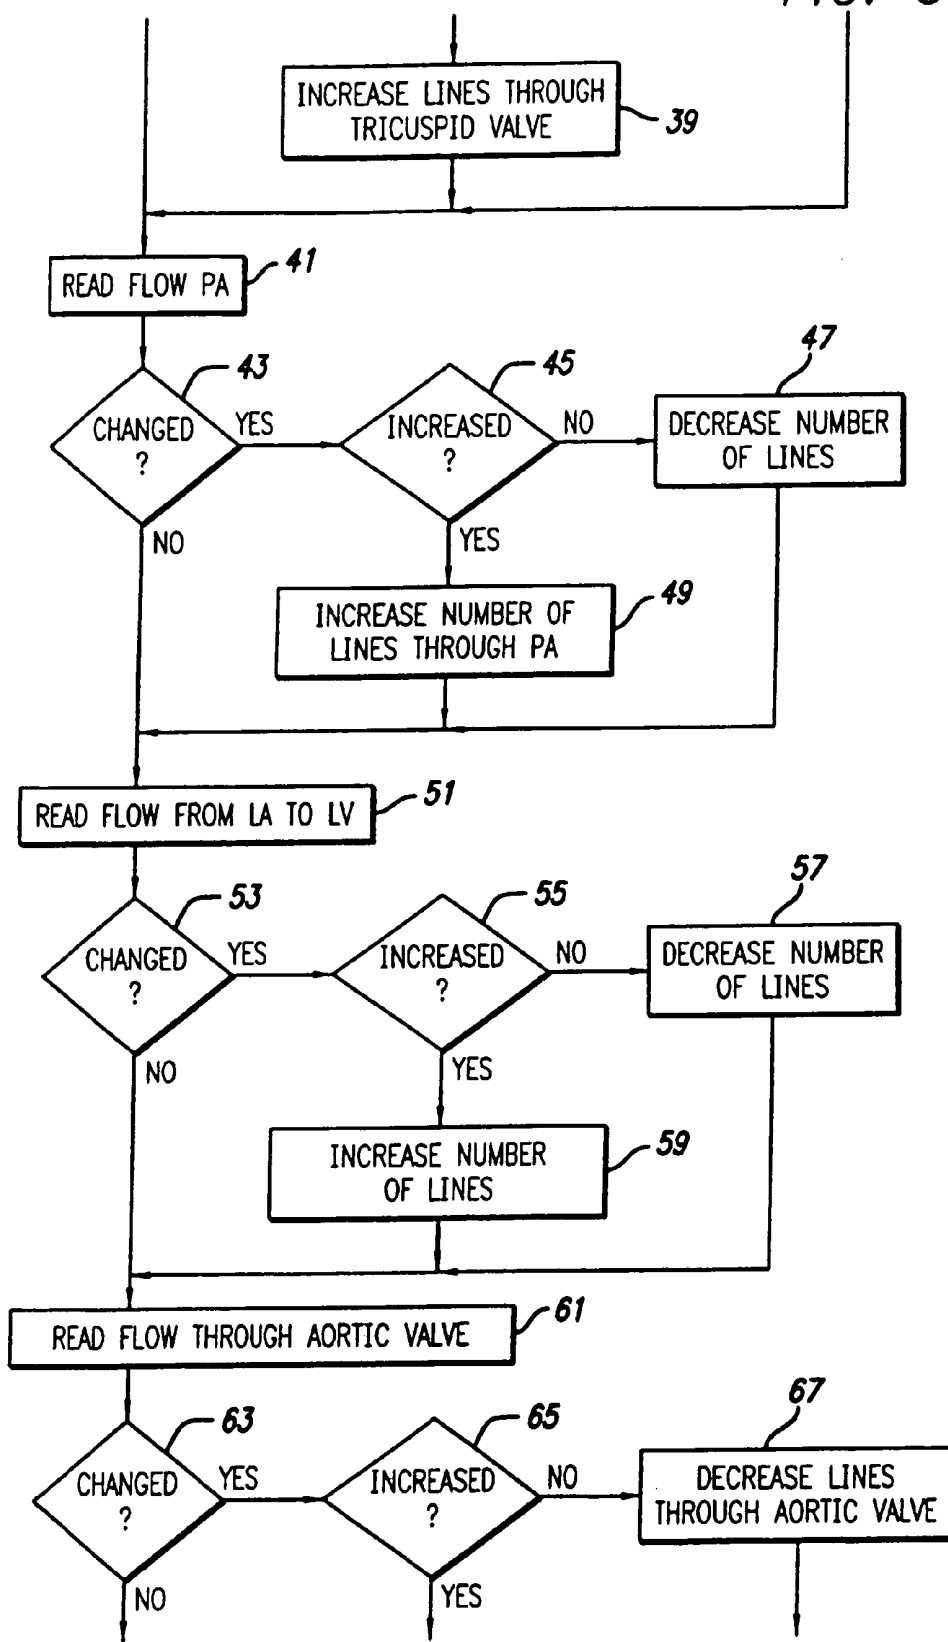 INCREASE LINES THROUGH
TRICUSPID VALVE
39
READ FLOW PA
41
CHANGED
?
43
YES
NO
INCREASED
?
45
NO
YES
DECREASE NUMBER
OF LINES
47
INCREASE NUMBER OF
LINES THROUGH PA
49
READ FLOW FROM LA TO LV
51
CHANGED
?
53
YES
NO
INCREASED
?
55
NO
YES
DECREASE NUMBER
OF LINES
57
INCREASE NUMBER
OF LINES
59
READ FLOW THROUGH AORTIC VALVE
61
CHANGED
?
63
YES
NO
INCREASED
?
65
NO
YES
DECREASE LINES
THROUGH AORTIC VALVE
67